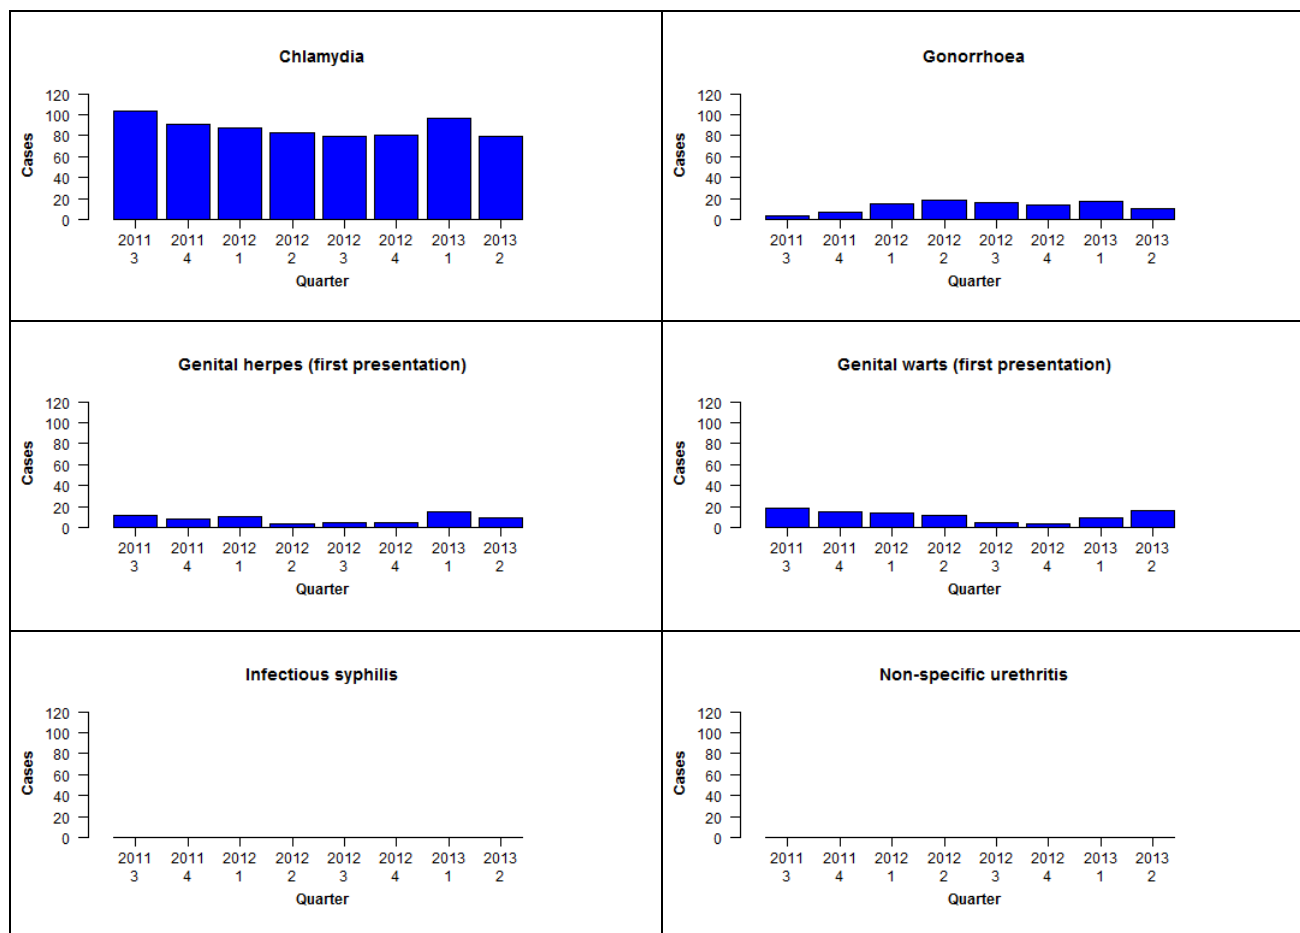 Chlamydia
120
100
80
60
40
20
0
Cases
2011 2011 2012 2012 2012 2012 2013 2013
3 4 1 2 3 4 1 2
Quarter
Gonorrhoea
120
100
80
60
40
20
0
Cases
2011 2011 2012 2012 2012 2012 2013 2013
3 4 1 2 3 4 1 2
Quarter
Genital herpes (first presentation)
120
100
80
60
40
20
0
Cases
2011 2011 2012 2012 2012 2012 2013 2013
3 4 1 2 3 4 1 2
Quarter
Genital warts (first presentation)
120
100
80
60
40
20
0
Cases
2011 2011 2012 2012 2012 2012 2013 2013
3 4 1 2 3 4 1 2
Quarter
Infectious syphilis
120
100
80
60
40
20
0
Cases
2011 2011 2012 2012 2012 2012 2013 2013
3 4 1 2 3 4 1 2
Quarter
Non-specific urethritis
120
100
80
60
40
20
0
Cases
2011 2011 2012 2012 2012 2012 2013 2013
3 4 1 2 3 4 1 2
Quarter